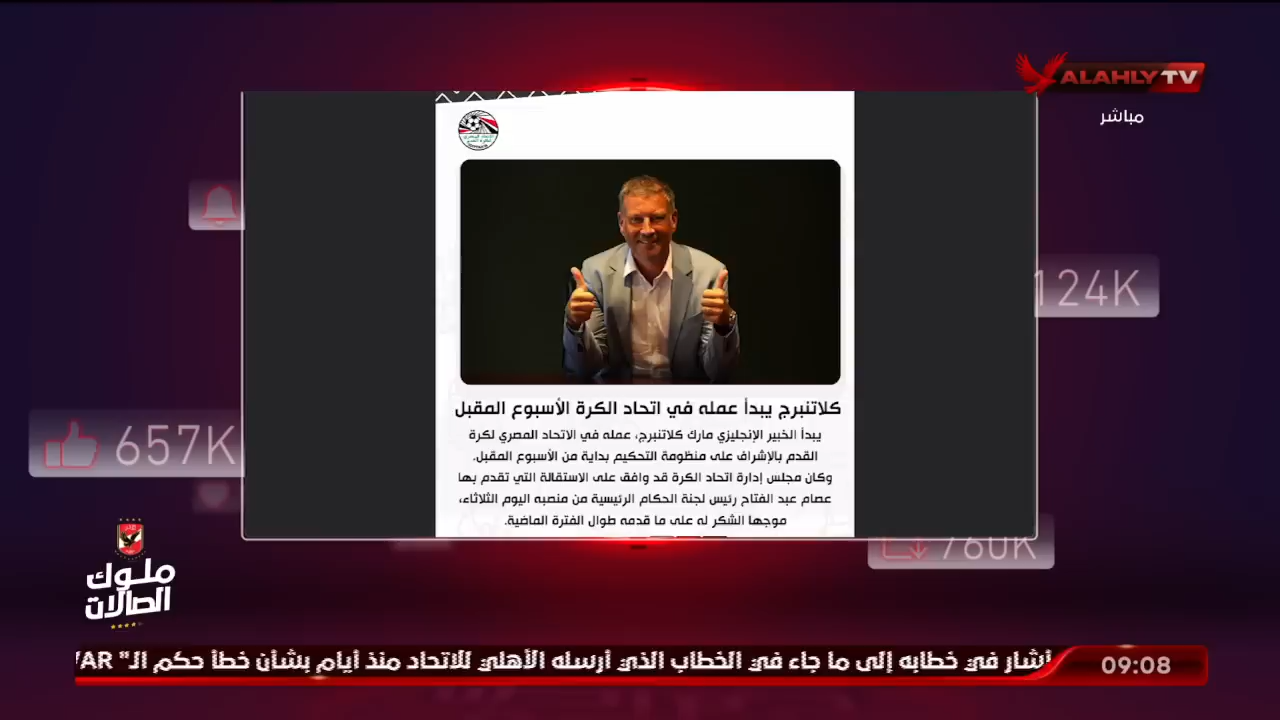 ALAHLY TV
مباشر
124K
657K
760K
كلاتنبرج يبدأ عمله في اتحاد الكرة الأسبوع المقبل
يبدأ الخبير الإنجليزي مارك كلاتنبرج، عمله في الاتحاد المصري لكرة
القدم بالإشراف على منظومة التحكيم بداية من الأسبوع المقبل.
وكان مجلس إدارة اتحاد الكرة قد وافق على الاستقالة التي تقدم بها
عصام عبد الفتاح رئيس لجنة الحكام الرئيسية من منصبه اليوم الثلاثاء،
موجها الشكر له على ما قدمه طوال الفترة الماضية.
ملوك
الصالات
أشار في خطابه إلى ما جاء في الخطاب الذي أرسله الأهلي للاتحاد منذ أيام بشأن خطأ حكم الـ" VAR
09:08